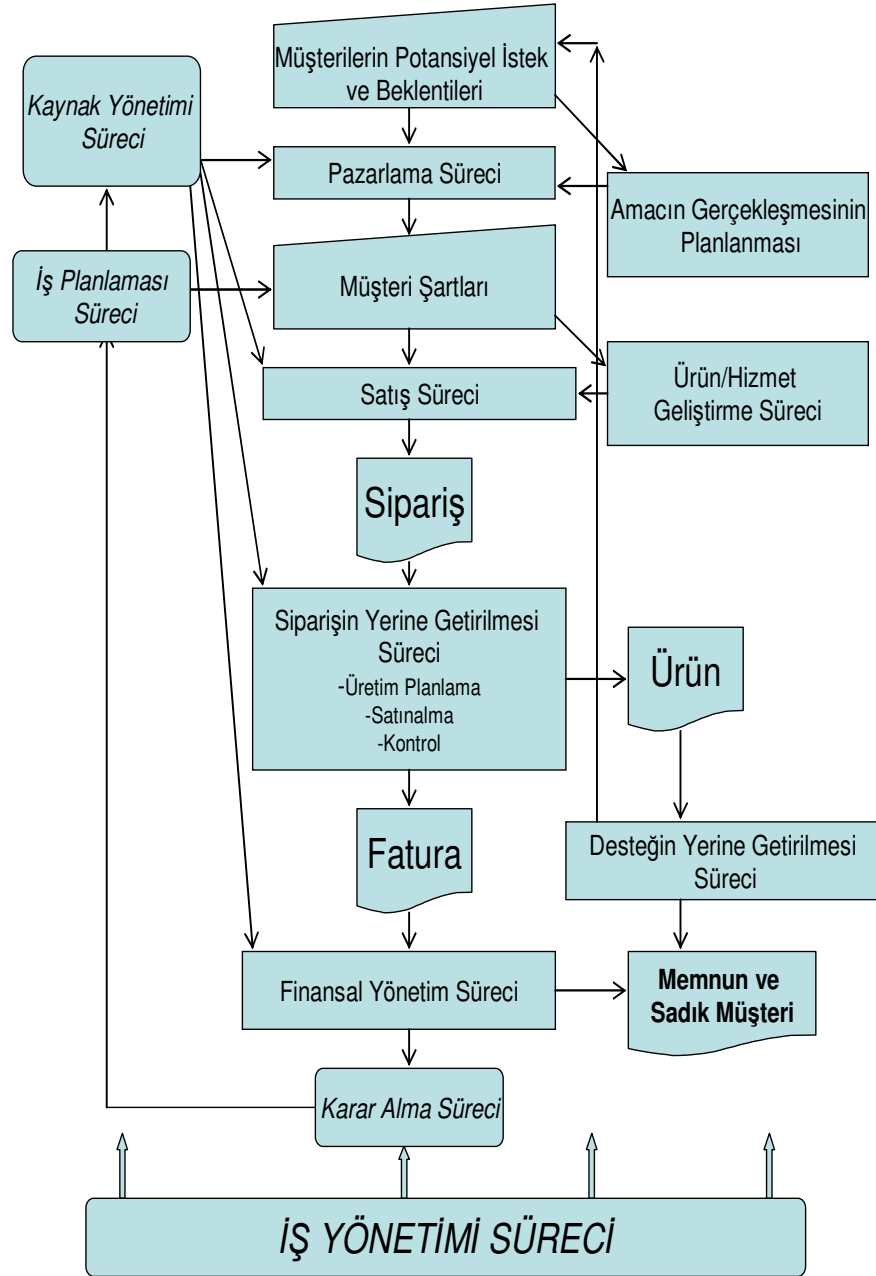 Müşterilerin Potansiyel İstek
ve Beklentileri
Kaynak Yönetimi
Süreci
Pazarlama Süreci
Amacın Gerçekleşmesinin
Planlanması
İş Planlaması
Süreci
Müşteri Şartları
Ürün/Hizmet
Geliştirme Süreci
Satış Süreci
Sipariş
Siparişin Yerine Getirilmesi
Süreci
-Üretim Planlama
-Satınalma
-Kontrol
Ürün
Fatura
Desteğin Yerine Getirilmesi
Süreci
Finansal Yönetim Süreci
Memnun ve
Sadık Müşteri
Karar Alma Süreci
İŞ YÖNETİMİ SÜRECİ